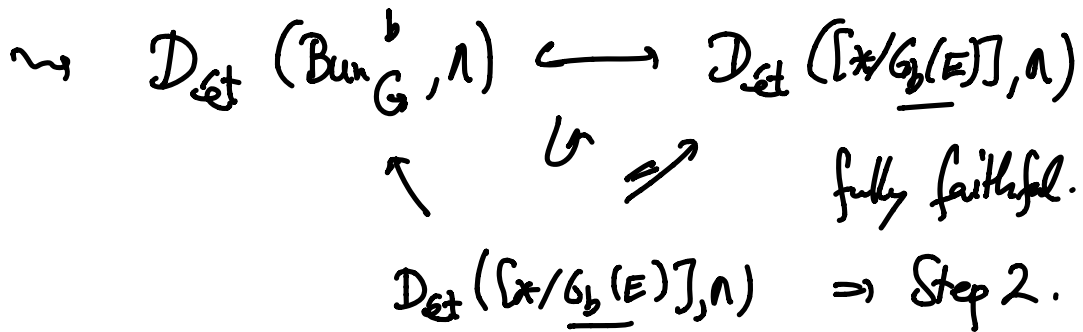 ⇝ D_ét (Bun_G^b, Λ) ↪ D_ét ([*/G_b(E)], Λ)
↖ ↺ ≅ ↗ fully faithful.
D_ét ([*/G_b(E)], Λ) ⇒ Step 2.